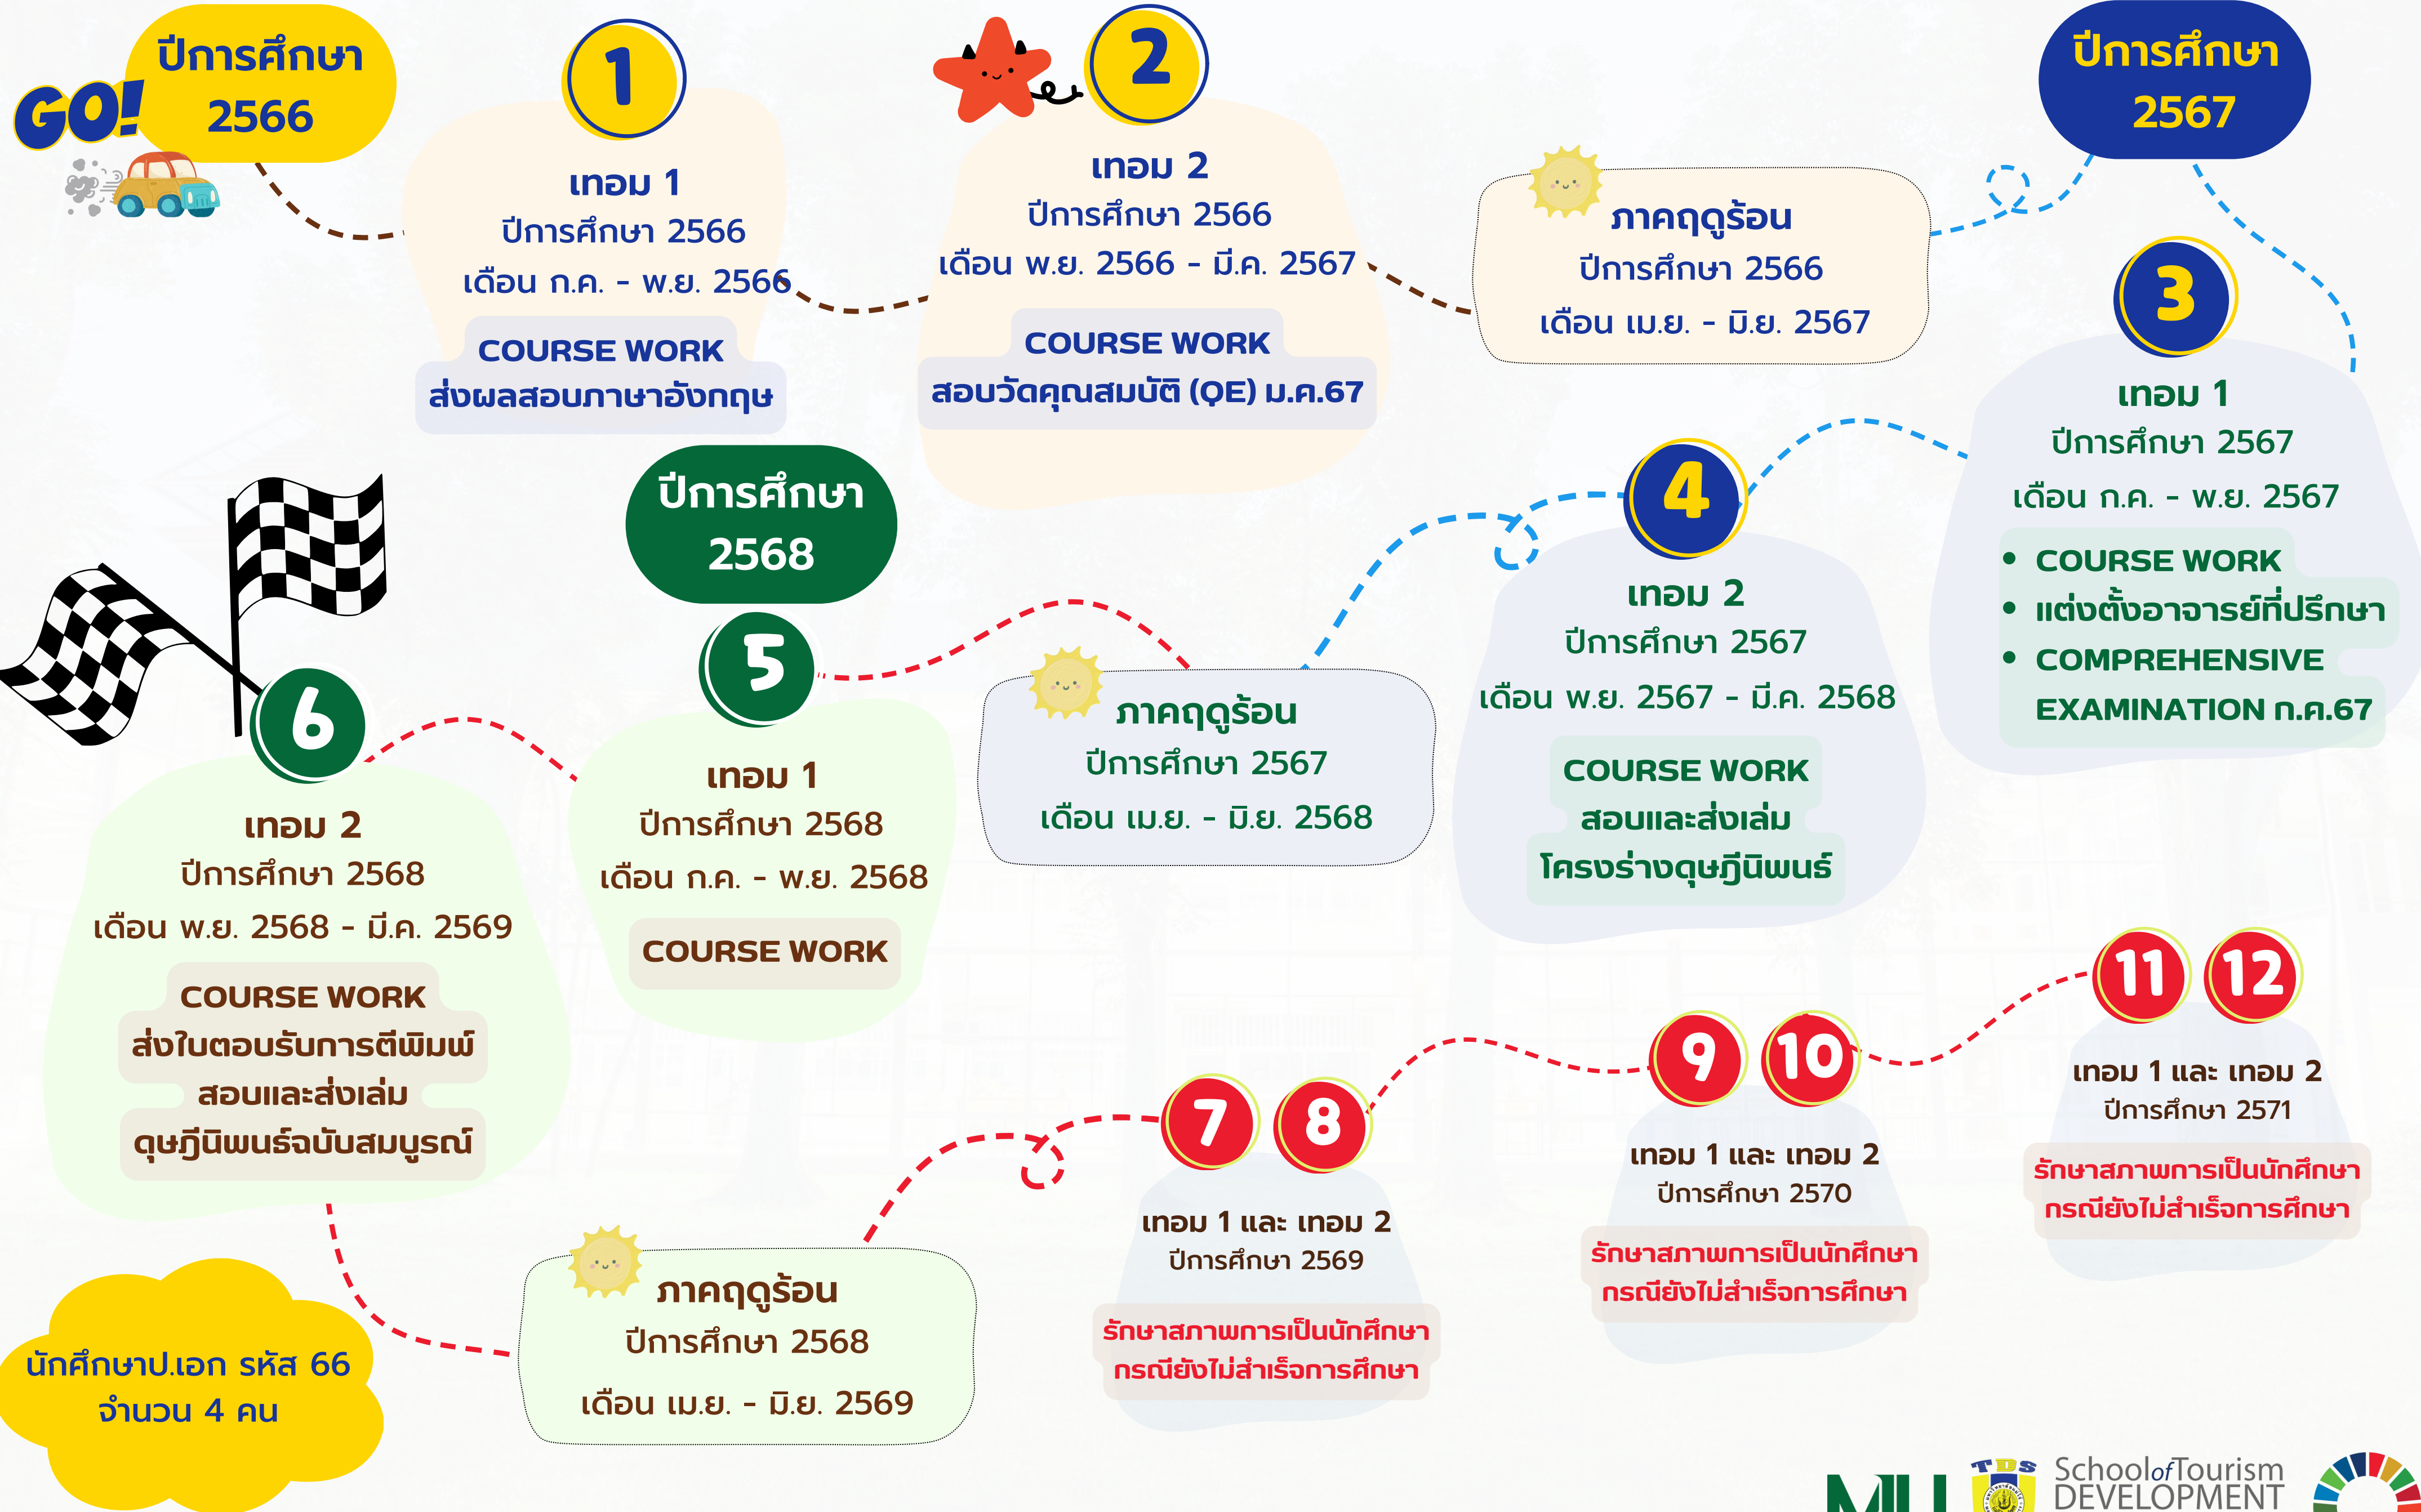 ปีการศึกษา
2566
GO!
1
เทอม 1
ปีการศึกษา 2566
เดือน ก.ค. - พ.ย. 2566
COURSE WORK
ส่งผลสอบภาษาอังกฤษ
2
เทอม 2
ปีการศึกษา 2566
เดือน พ.ย. 2566 - มี.ค. 2567
COURSE WORK
สอบวัดคุณสมบัติ (QE) ม.ค.67
ภาคฤดูร้อน
ปีการศึกษา 2566
เดือน เม.ย. - มิ.ย. 2567
ปีการศึกษา
2567
3
เทอม 1
ปีการศึกษา 2567
เดือน ก.ค. - พ.ย. 2567
• COURSE WORK
• แต่งตั้งอาจารย์ที่ปรึกษา
• COMPREHENSIVE
EXAMINATION ก.ค.67
4
เทอม 2
ปีการศึกษา 2567
เดือน พ.ย. 2567 - มี.ค. 2568
COURSE WORK
สอบและส่งเล่ม
โครงร่างดุษฎีนิพนธ์
ภาคฤดูร้อน
ปีการศึกษา 2567
เดือน เม.ย. - มิ.ย. 2568
ปีการศึกษา
2568
5
เทอม 1
ปีการศึกษา 2568
เดือน ก.ค. - พ.ย. 2568
COURSE WORK
6
เทอม 2
ปีการศึกษา 2568
เดือน พ.ย. 2568 - มี.ค. 2569
COURSE WORK
ส่งใบตอบรับการตีพิมพ์
สอบและส่งเล่ม
ดุษฎีนิพนธ์ฉบับสมบูรณ์
ภาคฤดูร้อน
ปีการศึกษา 2568
เดือน เม.ย. - มิ.ย. 2569
7 8
เทอม 1 และ เทอม 2
ปีการศึกษา 2569
รักษาสภาพการเป็นนักศึกษา
กรณียังไม่สำเร็จการศึกษา
9 10
เทอม 1 และ เทอม 2
ปีการศึกษา 2570
รักษาสภาพการเป็นนักศึกษา
กรณียังไม่สำเร็จการศึกษา
11 12
เทอม 1 และ เทอม 2
ปีการศึกษา 2571
รักษาสภาพการเป็นนักศึกษา
กรณียังไม่สำเร็จการศึกษา
นักศึกษาป.เอก รหัส 66
จำนวน 4 คน
TDS
School of Tourism
DEVELOPMENT